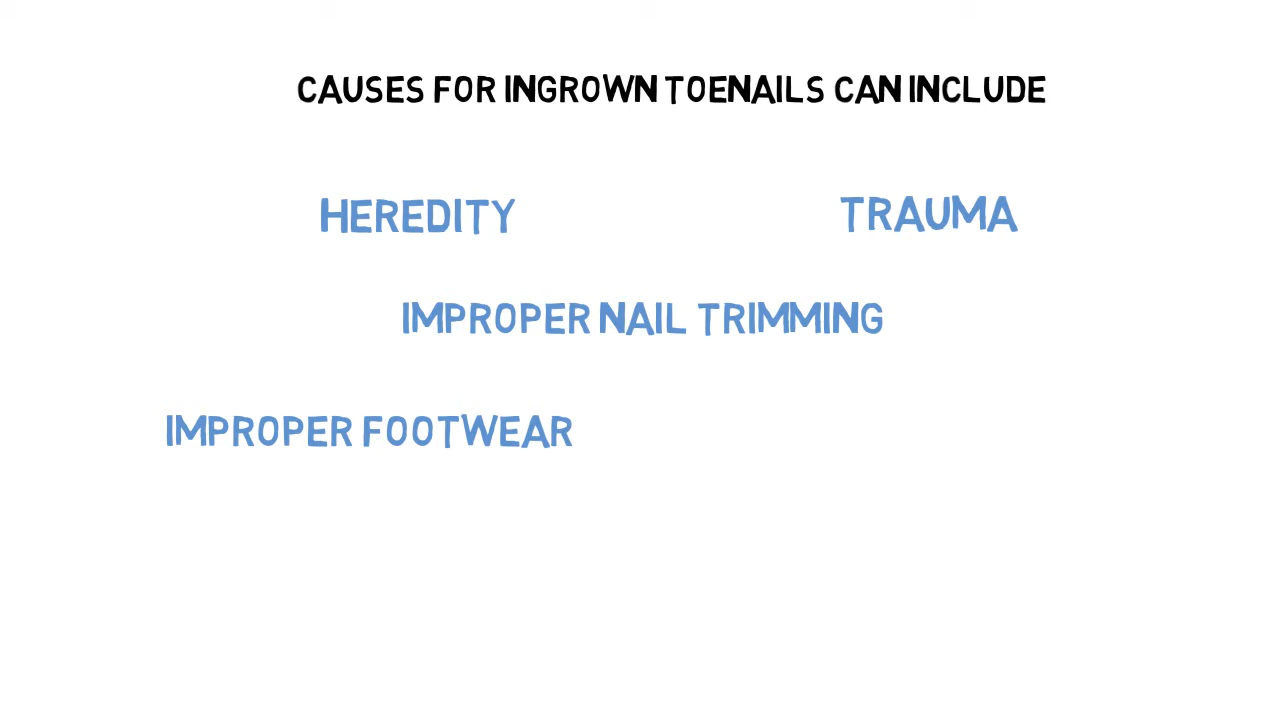 CAUSES FOR INGROWN TOENAILS CAN INCLUDE
HEREDITY
TRAUMA
IMPROPER NAIL TRIMMING
IMPROPER FOOTWEAR